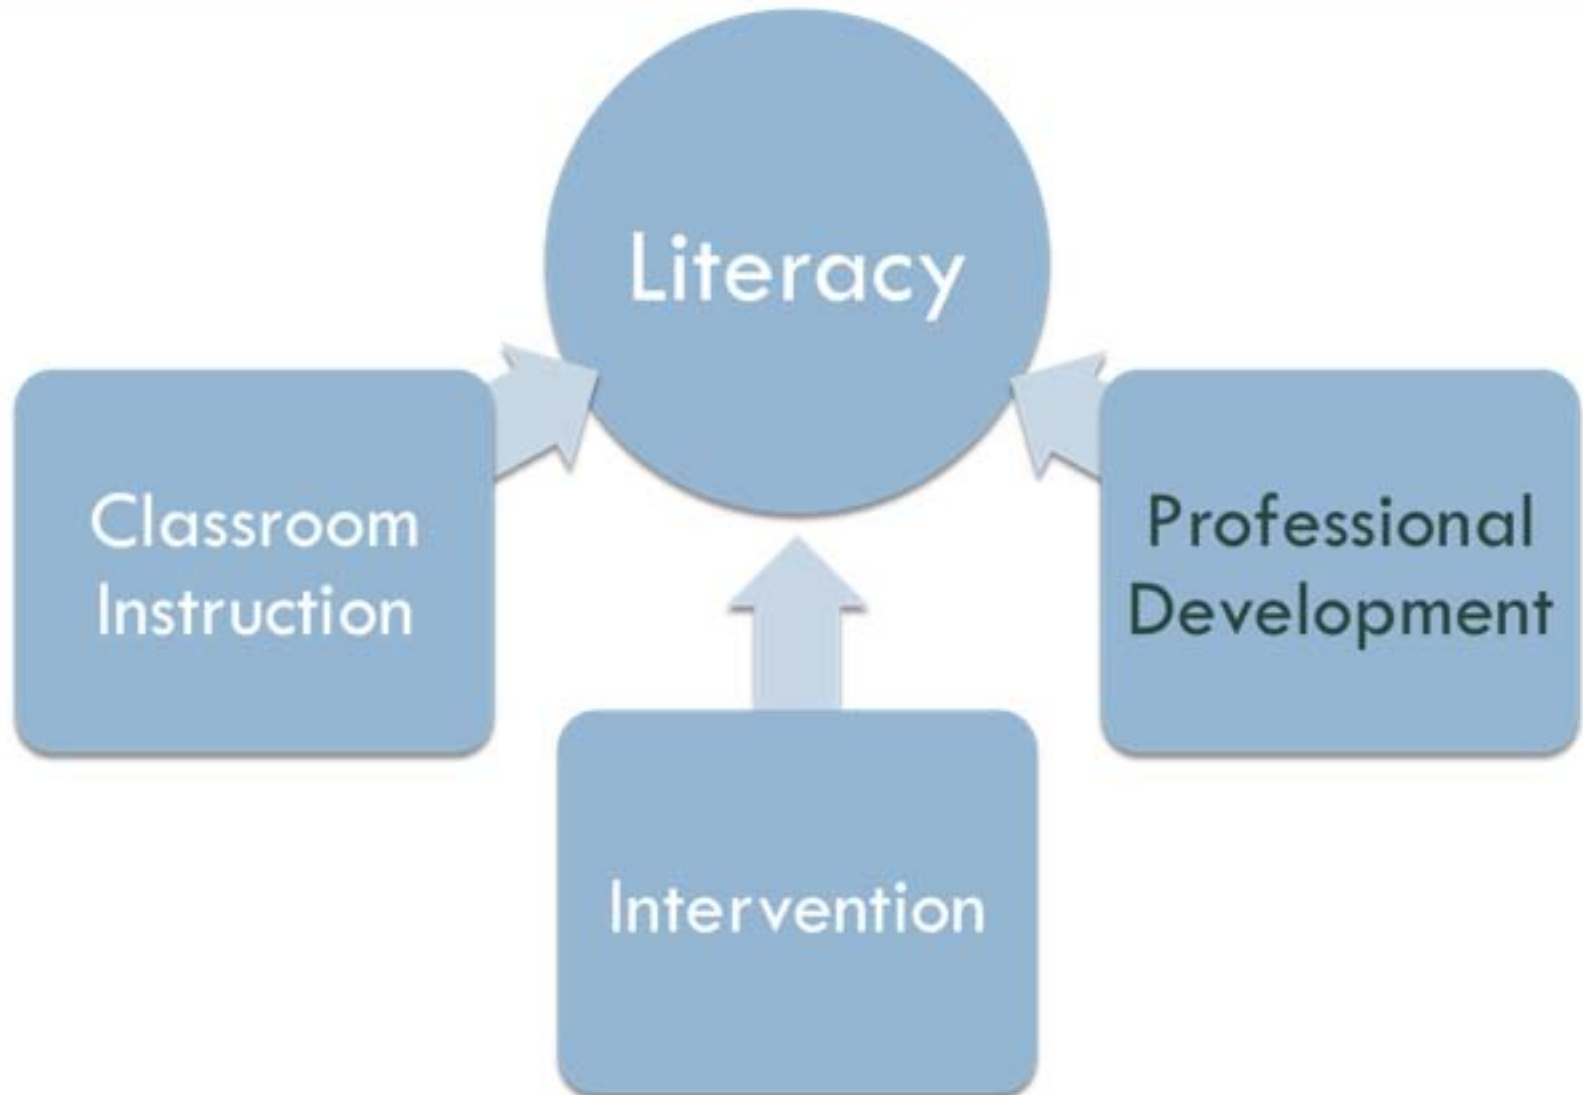 Literacy
Classroom
Instruction
Professional
Development
Intervention